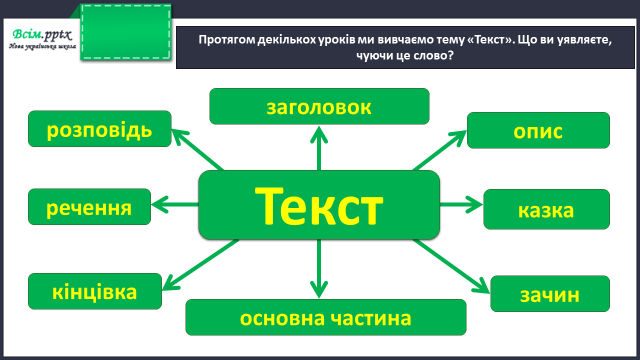 Всім.pptx
Нова українська школа
Протягом декількох уроків ми вивчаємо тему «Текст». Що ви уявляєте,
чуючи це слово?
заголовок
розповідь
опис
Текст
речення
казка
кінцівка
зачин
основна частина